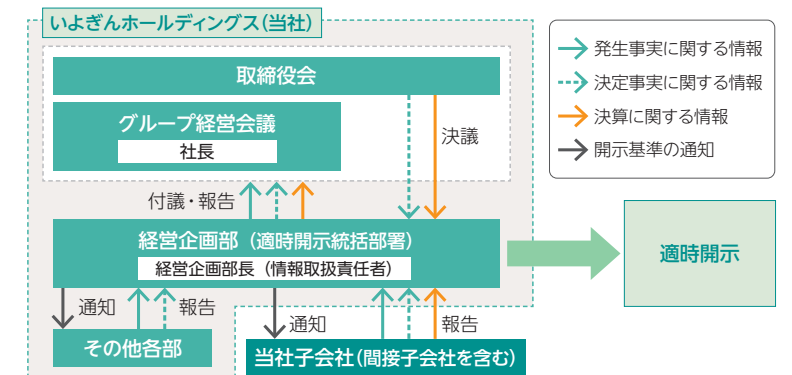 いよぎんホールディングス(当社)
取締役会
グループ経営会議
社長
決議
付議・報告
経営企画部（適時開示統括部署）
経営企画部長（情報取扱責任者）
通知
報告
その他各部
通知
報告
当社子会社(間接子会社を含む)
発生事実に関する情報
決定事実に関する情報
決算に関する情報
開示基準の通知
適時開示